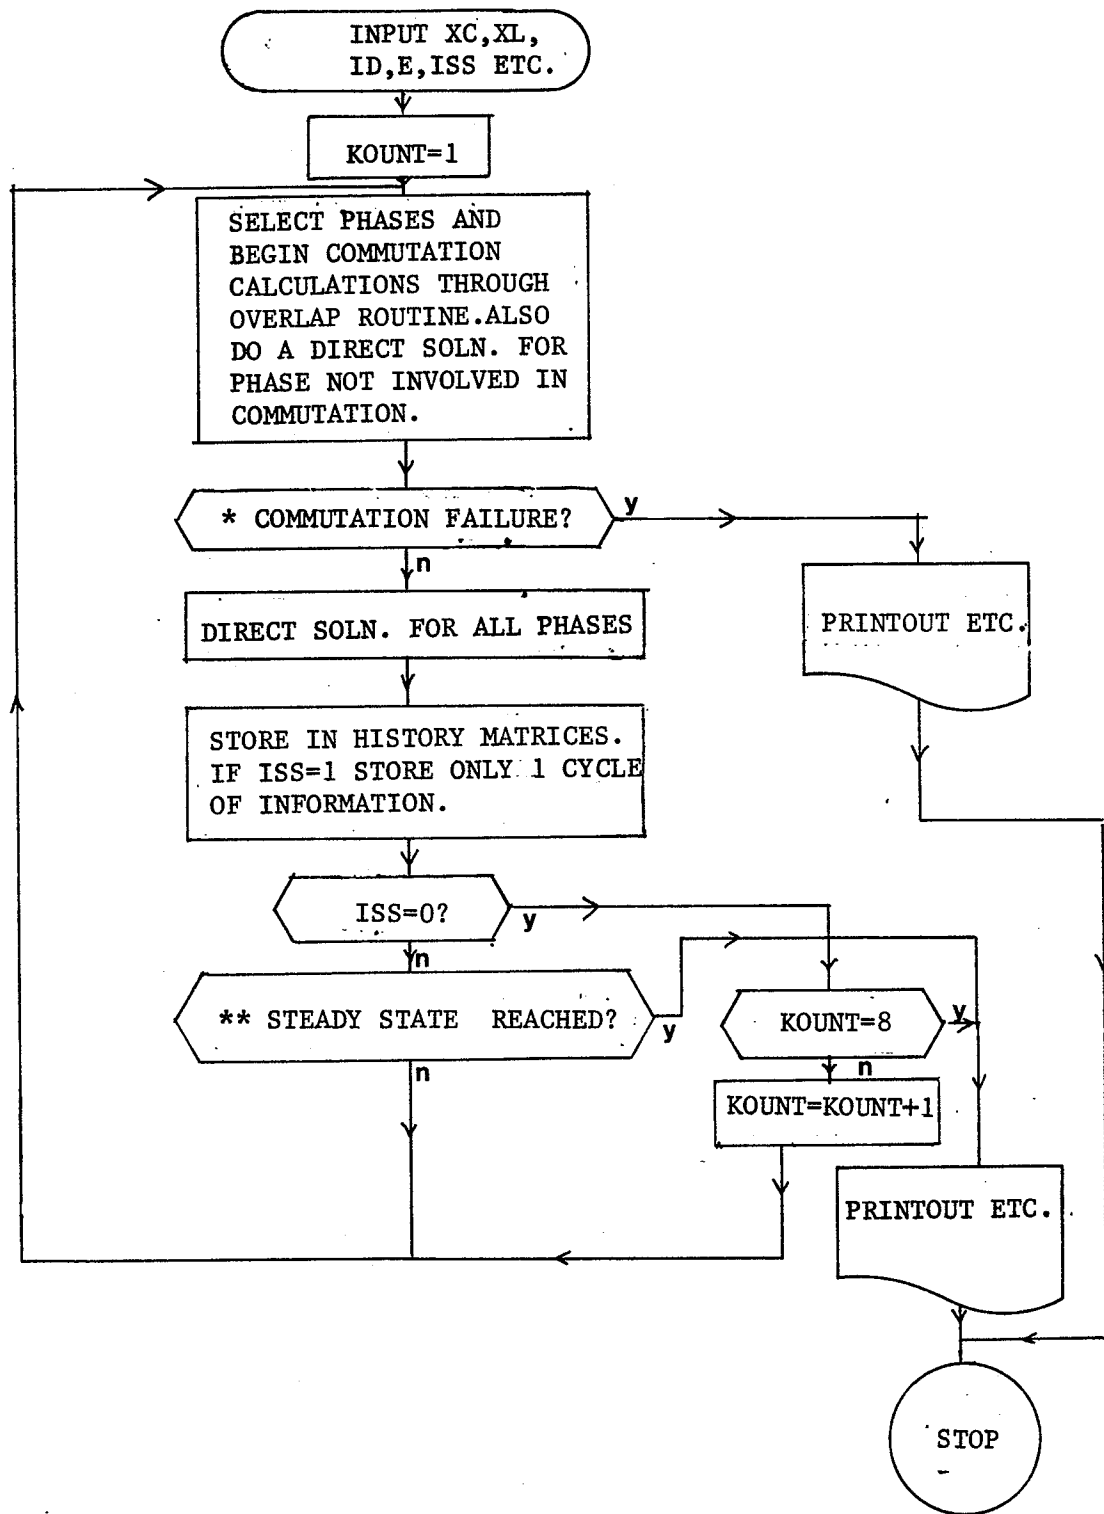 INPUT XC,XL,
ID,E,ISS ETC.
KOUNT=1
SELECT PHASES AND
BEGIN COMMUTATION
CALCULATIONS THROUGH
OVERLAP ROUTINE.ALSO
DO A DIRECT SOLN. FOR
PHASE NOT INVOLVED IN
COMMUTATION.
* COMMUTATION FAILURE?
y
n
DIRECT SOLN. FOR ALL PHASES
PRINTOUT ETC.
STORE IN HISTORY MATRICES.
IF ISS=1 STORE ONLY 1 CYCLE
OF INFORMATION.
ISS=0?
y
n
** STEADY STATE REACHED?
y
n
KOUNT=8
y
n
KOUNT=KOUNT+1
PRINTOUT ETC.
STOP